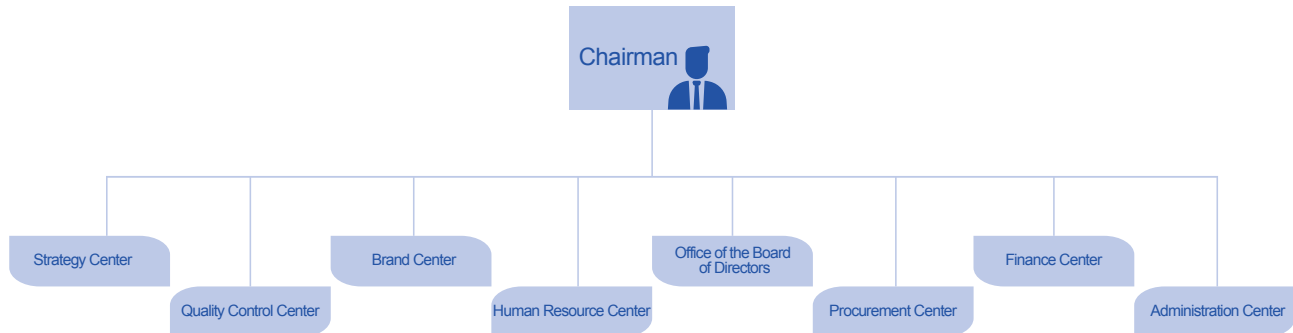 Chairman
Strategy Center
Brand Center
Office of the Board
of Directors
Finance Center
Quality Control Center
Human Resource Center
Procurement Center
Administration Center